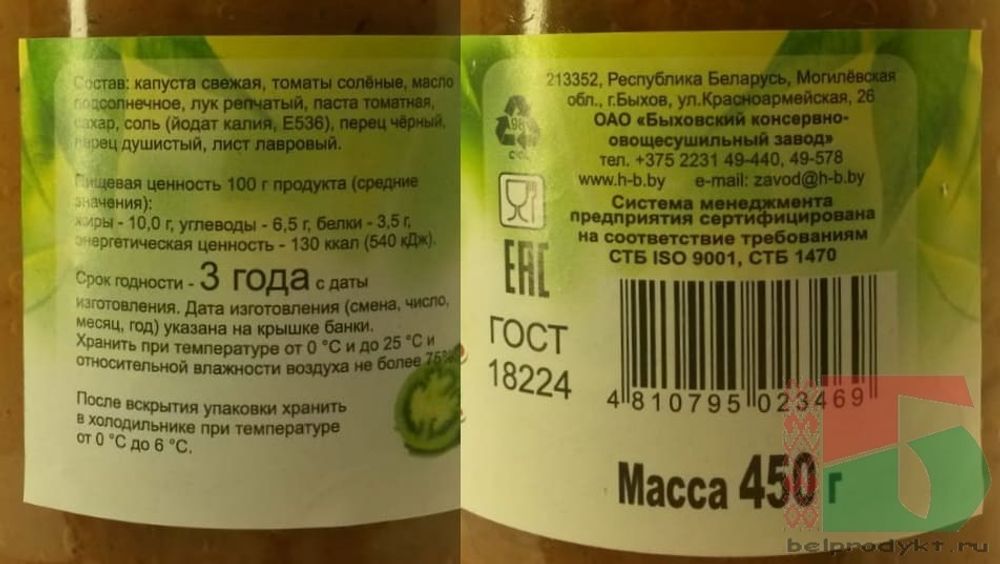 Состав: капуста свежая, томаты солёные, масло
подсолнечное, лук репчатый, паста томатная,
сахар, соль (йодат калия, Е536), перец чёрный,
перец душистый, лист лавровый.
Пищевая ценность 100 г продукта (средние
значения):
жиры - 10,0 г, углеводы - 6,5 г, белки - 3,5 г,
энергетическая ценность - 130 ккал (540 кДж).
Срок годности - 3 года с даты
изготовления. Дата изготовления (смена, число,
месяц, год) указана на крышке банки.
Хранить при температуре от 0 °С и до 25 °С и
относительной влажности воздуха не более 75%.
После вскрытия упаковки хранить
в холодильнике при температуре
от 0 °С до 6 °С.
213352, Республика Беларусь, Могилёвская
обл., г.Быхов, ул.Красноармейская, 26
ОАО «Быховский консервно-
овощесушильный завод»
тел. +375 2231 49-440, 49-578
www.h-b.by e-mail: zavod@h-b.by
Система менеджмента
предприятия сертифицирована
на соответствие требованиям
СТБ ISO 9001, СТБ 1470
EAC
ГОСТ
18224
4 810795 023469
Масса 450 г
belprodykt.ru